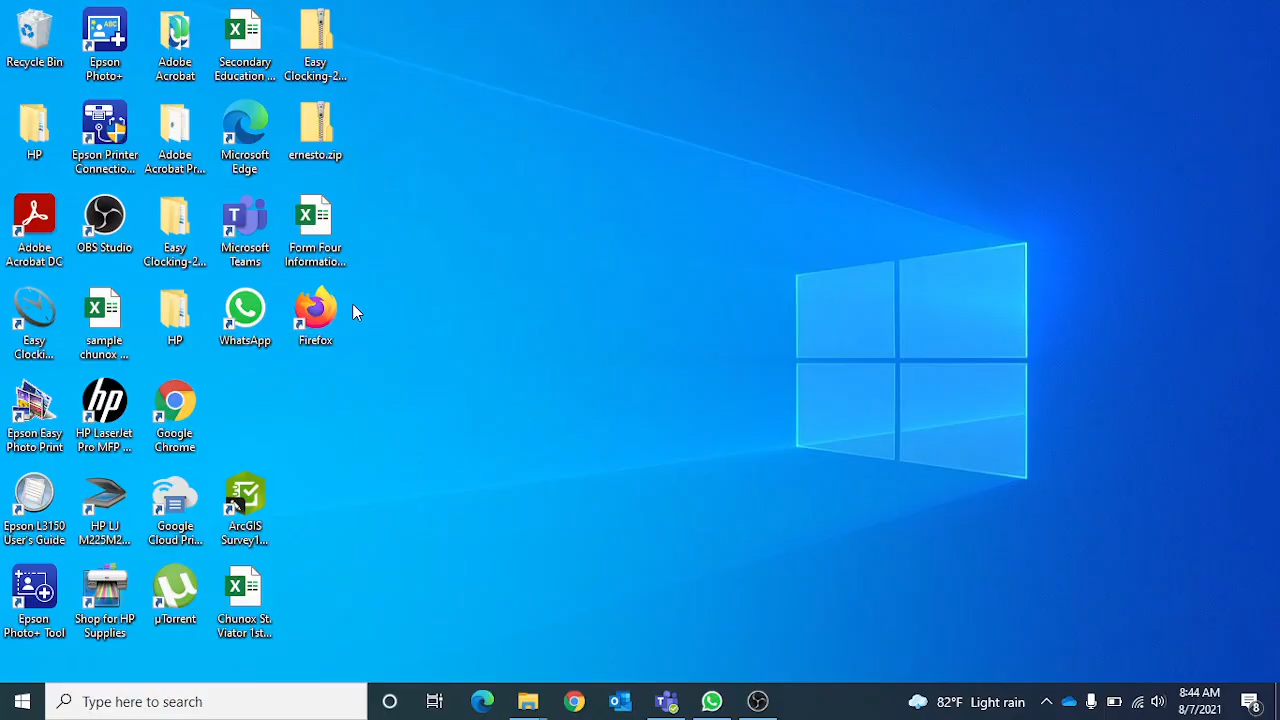 Recycle Bin
Epson
Photo+
Adobe
Acrobat
Secondary
Education ...
Easy
Clocking-2...
HP
Epson Printer
Connectio...
Adobe
Acrobat Pr...
Microsoft
Edge
ernesto.zip
Adobe
Acrobat DC
OBS Studio
Easy
Clocking-2...
Microsoft
Teams
Form Four
Informatio...
Easy
Clocki...
sample
chunox ...
HP
WhatsApp
Firefox
Epson Easy
Photo Print
HP LaserJet
Pro MFP ...
Google
Chrome
Epson L3150
User's Guide
HP LJ
M225M2...
Google
Cloud Pri...
ArcGIS
Survey1...
Epson
Photo+ Tool
Shop for HP
Supplies
µTorrent
Chunox St.
Viator 1st...
Type here to search
82°F Light rain
8:44 AM
8/7/2021
8